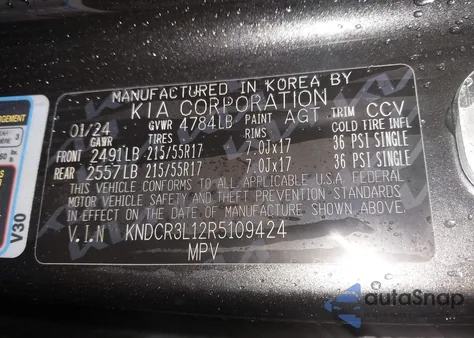 MANUFACTURED IN KOREA BY
KIA CORPORATION
01/24 GVWR 4784LB PAINT AGT TRIM CCV
GAWR TIRES RIMS COLD TIRE INFL
FRONT 2491LB 215/55R17 7.0Jx17 36 PSI SINGLE
REAR 2557LB 215/55R17 7.0Jx17 36 PSI SINGLE
THIS VEHICLE CONFORMS TO ALL APPLICABLE FEDERAL
MOTOR VEHICLE SAFETY AND THEFT PREVENTION STANDARDS
IN EFFECT ON THE DATE OF MANUFACTURE SHOWN ABOVE.
V.I.N KNDCR3L12R5109424
MPV
V30
autoSnap